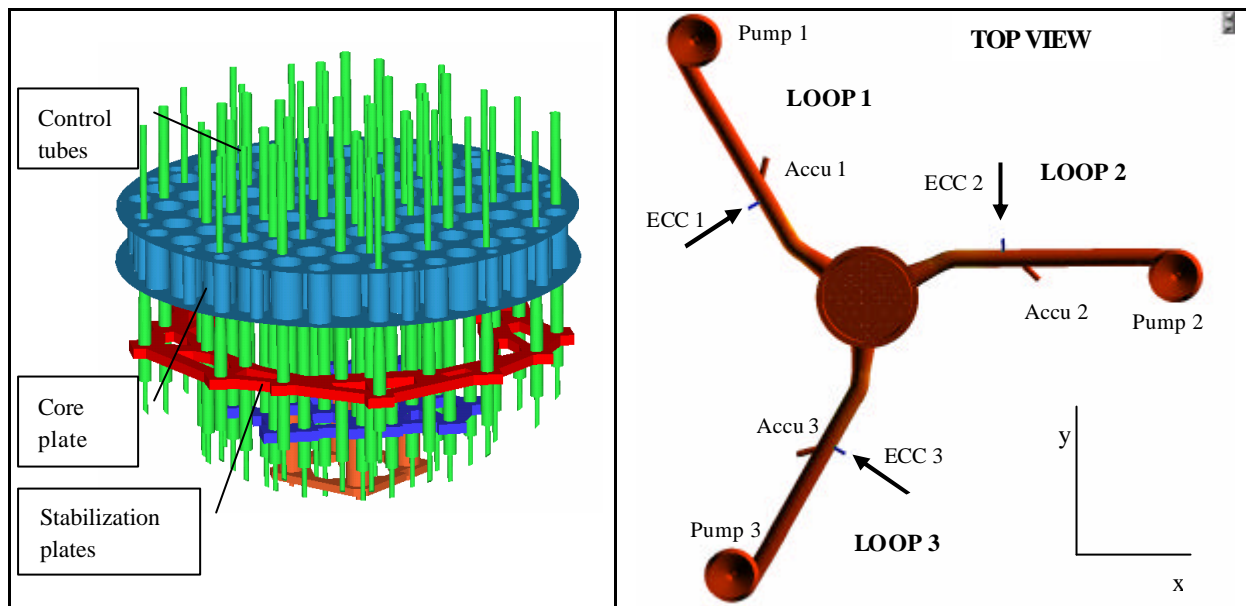 Control
tubes
Core
plate
Stabilization
plates
TOP VIEW
Pump 1
LOOP 1
Accu 1
ECC 1
ECC 2
LOOP 2
Accu 2
Pump 2
Accu 3
ECC 3
Pump 3
LOOP 3
y
x